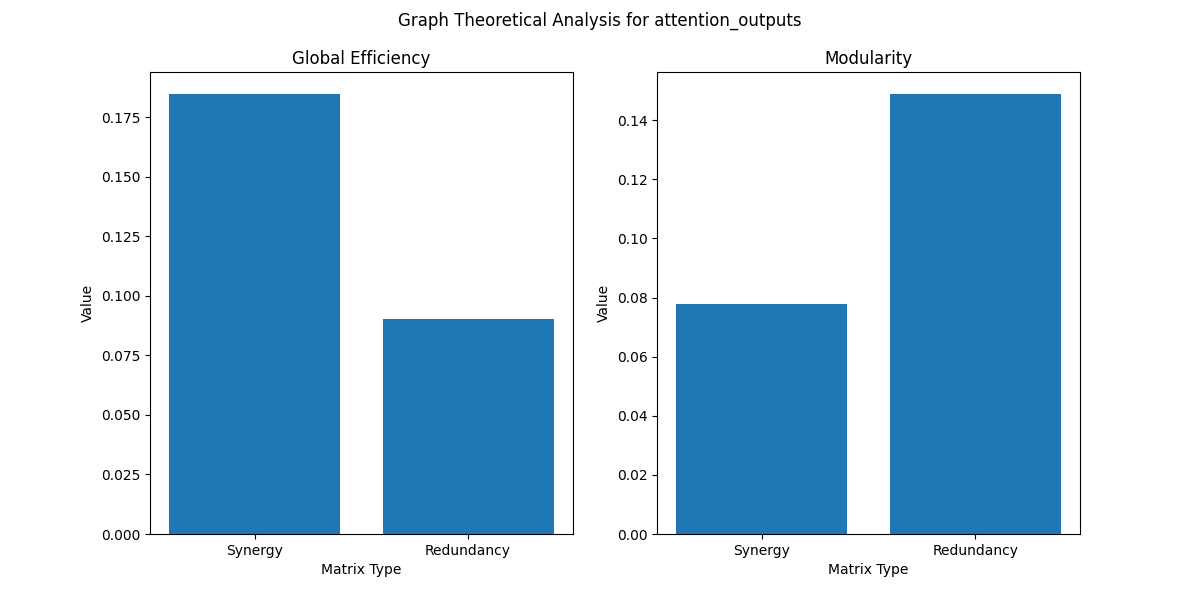 Graph Theoretical Analysis for attention_outputs
Global Efficiency
0.175
0.150
0.125
0.100
0.075
0.050
0.025
0.000
Value
Synergy Redundancy
Matrix Type
Modularity
0.14
0.12
0.10
0.08
0.06
0.04
0.02
0.00
Value
Synergy Redundancy
Matrix Type